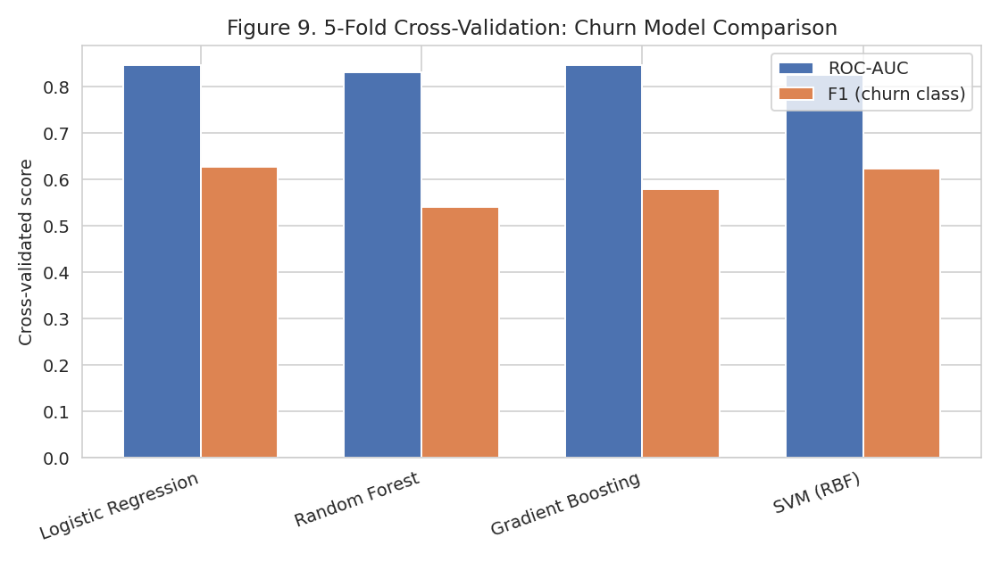 Figure 9. 5-Fold Cross-Validation: Churn Model Comparison
ROC-AUC
F1 (churn class)
Cross-validated score
0.8
0.7
0.6
0.5
0.4
0.3
0.2
0.1
0.0
Logistic Regression
Random Forest
Gradient Boosting
SVM (RBF)